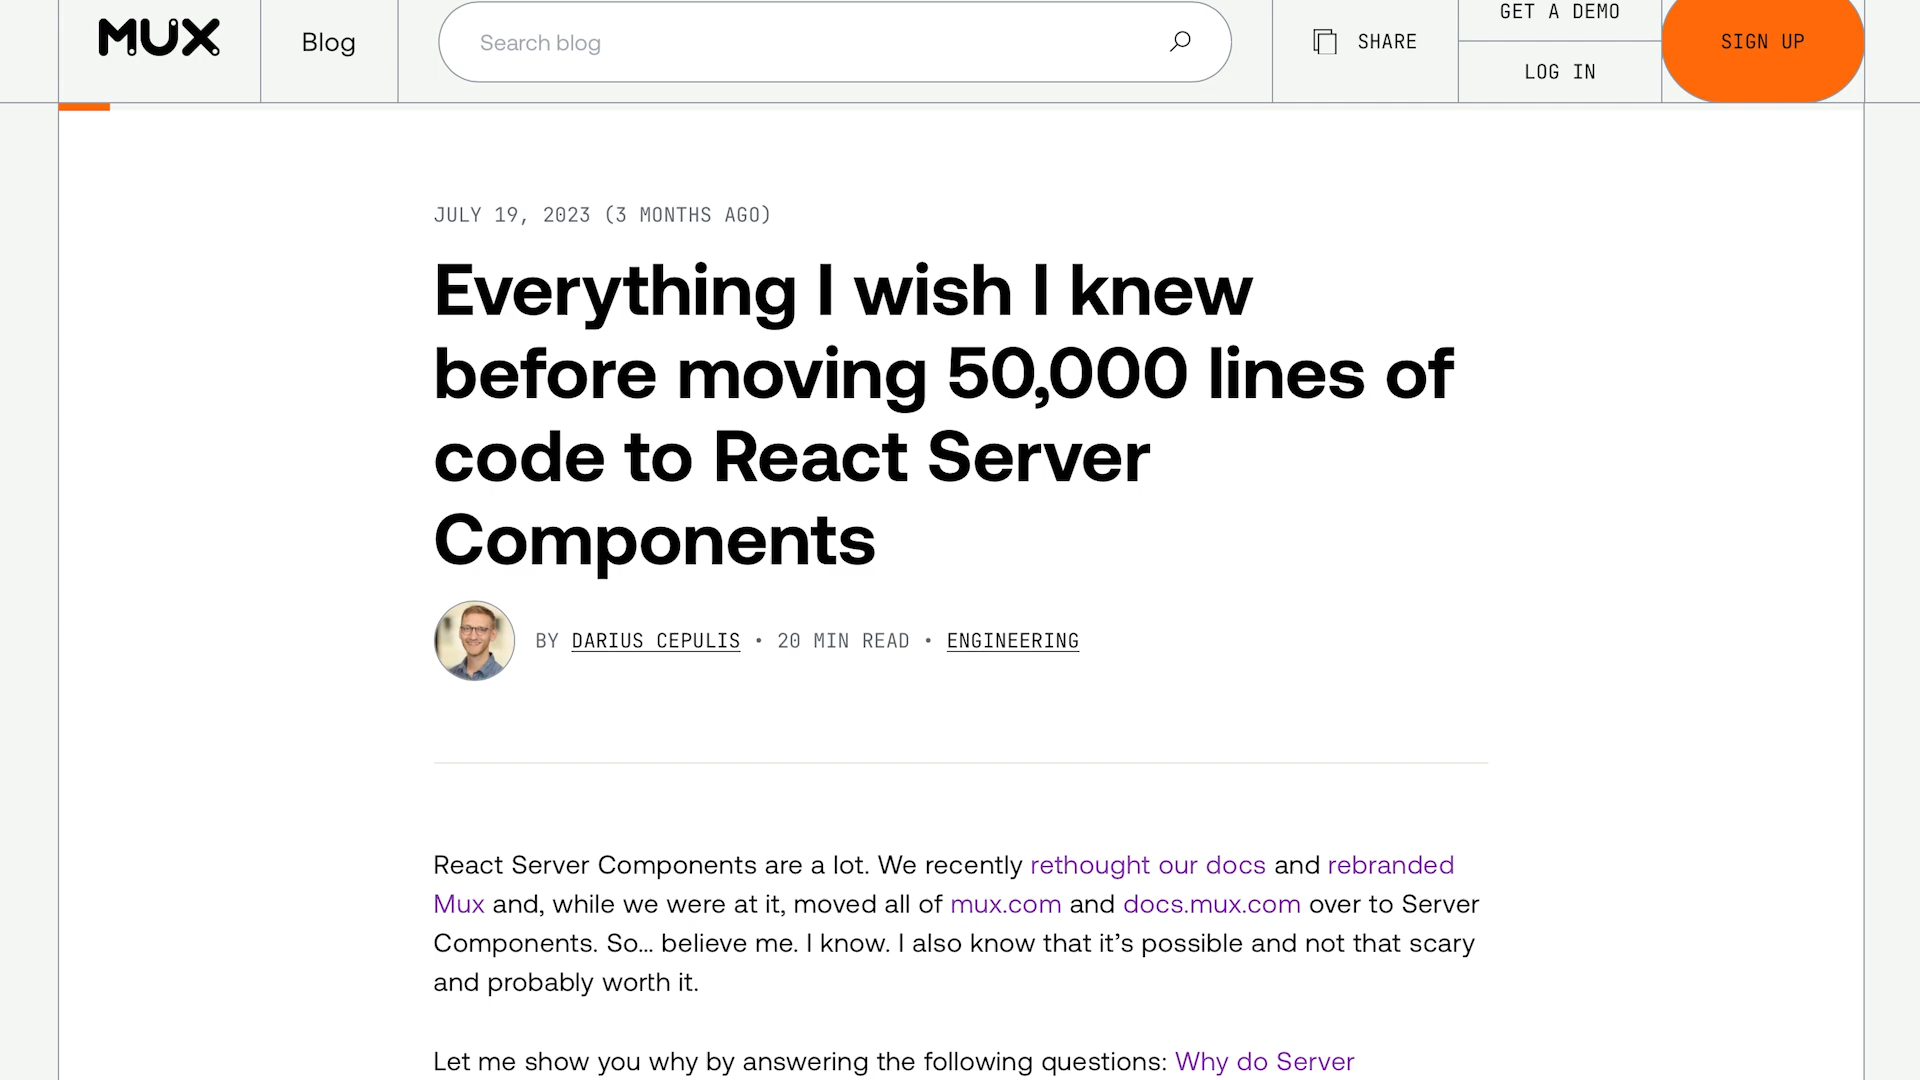 MUX
Blog
Search blog
SHARE
GET A DEMO
LOG IN
SIGN UP
JULY 19, 2023 (3 MONTHS AGO)
Everything I wish I knew
before moving 50,000 lines of
code to React Server
Components
BY DARIUS CEPULIS • 20 MIN READ • ENGINEERING
React Server Components are a lot. We recently rethought our docs and rebranded
Mux and, while we were at it, moved all of mux.com and docs.mux.com over to Server
Components. So... believe me. I know. I also know that it’s possible and not that scary
and probably worth it.
Let me show you why by answering the following questions: Why do Server